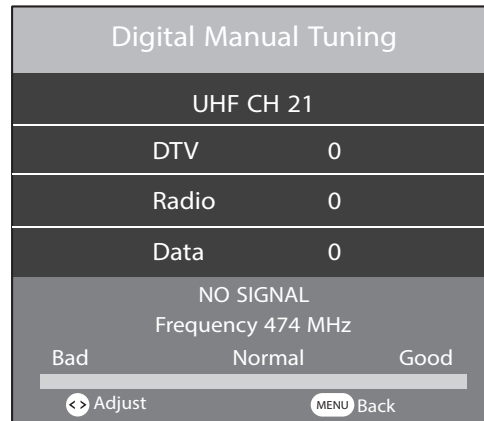 Digital Manual Tuning
UHF CH 21
DTV 0
Radio 0
Data 0
NO SIGNAL
Frequency 474 MHz
Bad Normal Good
<> Adjust MENU Back